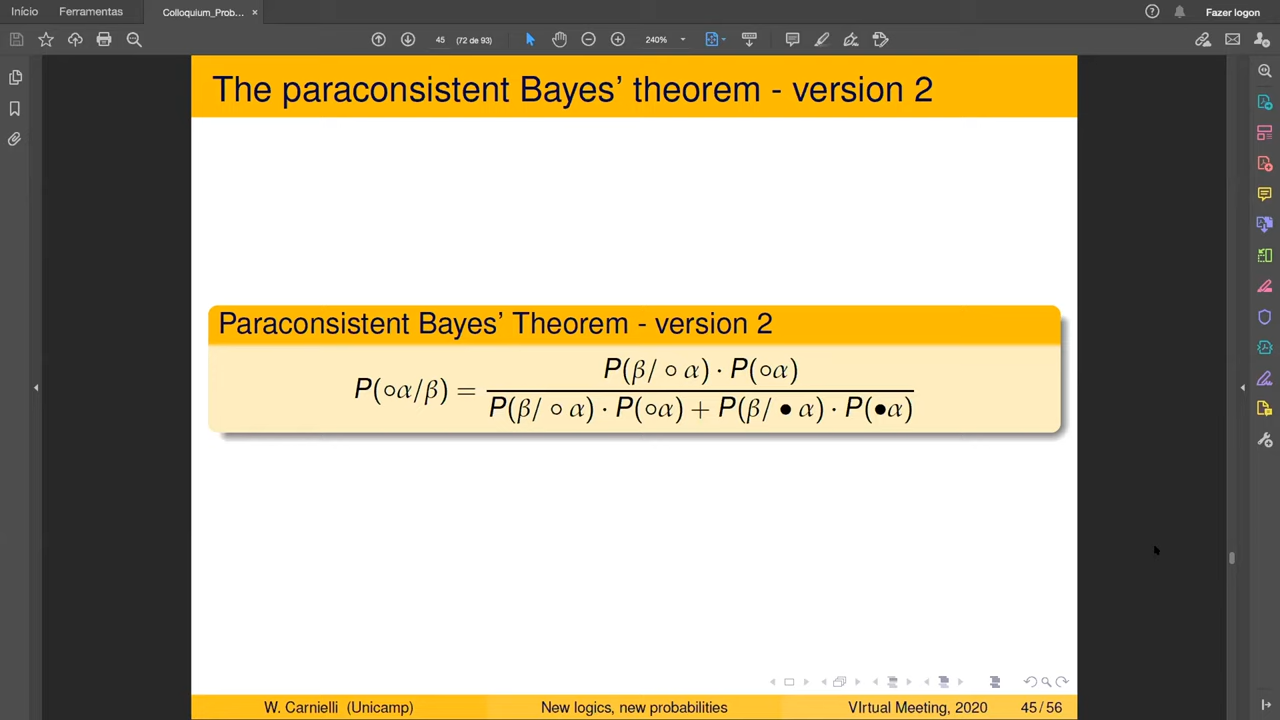 Início Ferramentas Colloquium_Prob... ×
45 (72 de 93) 240% Fazer logon
The paraconsistent Bayes' theorem - version 2
Paraconsistent Bayes' Theorem - version 2
P(∘α/β) = P(β/ ∘ α) · P(∘α)
P(β/ ∘ α) · P(∘α) + P(β/ • α) · P(•α)
W. Carnielli (Unicamp) New logics, new probabilities VIrtual Meeting, 2020 45/56